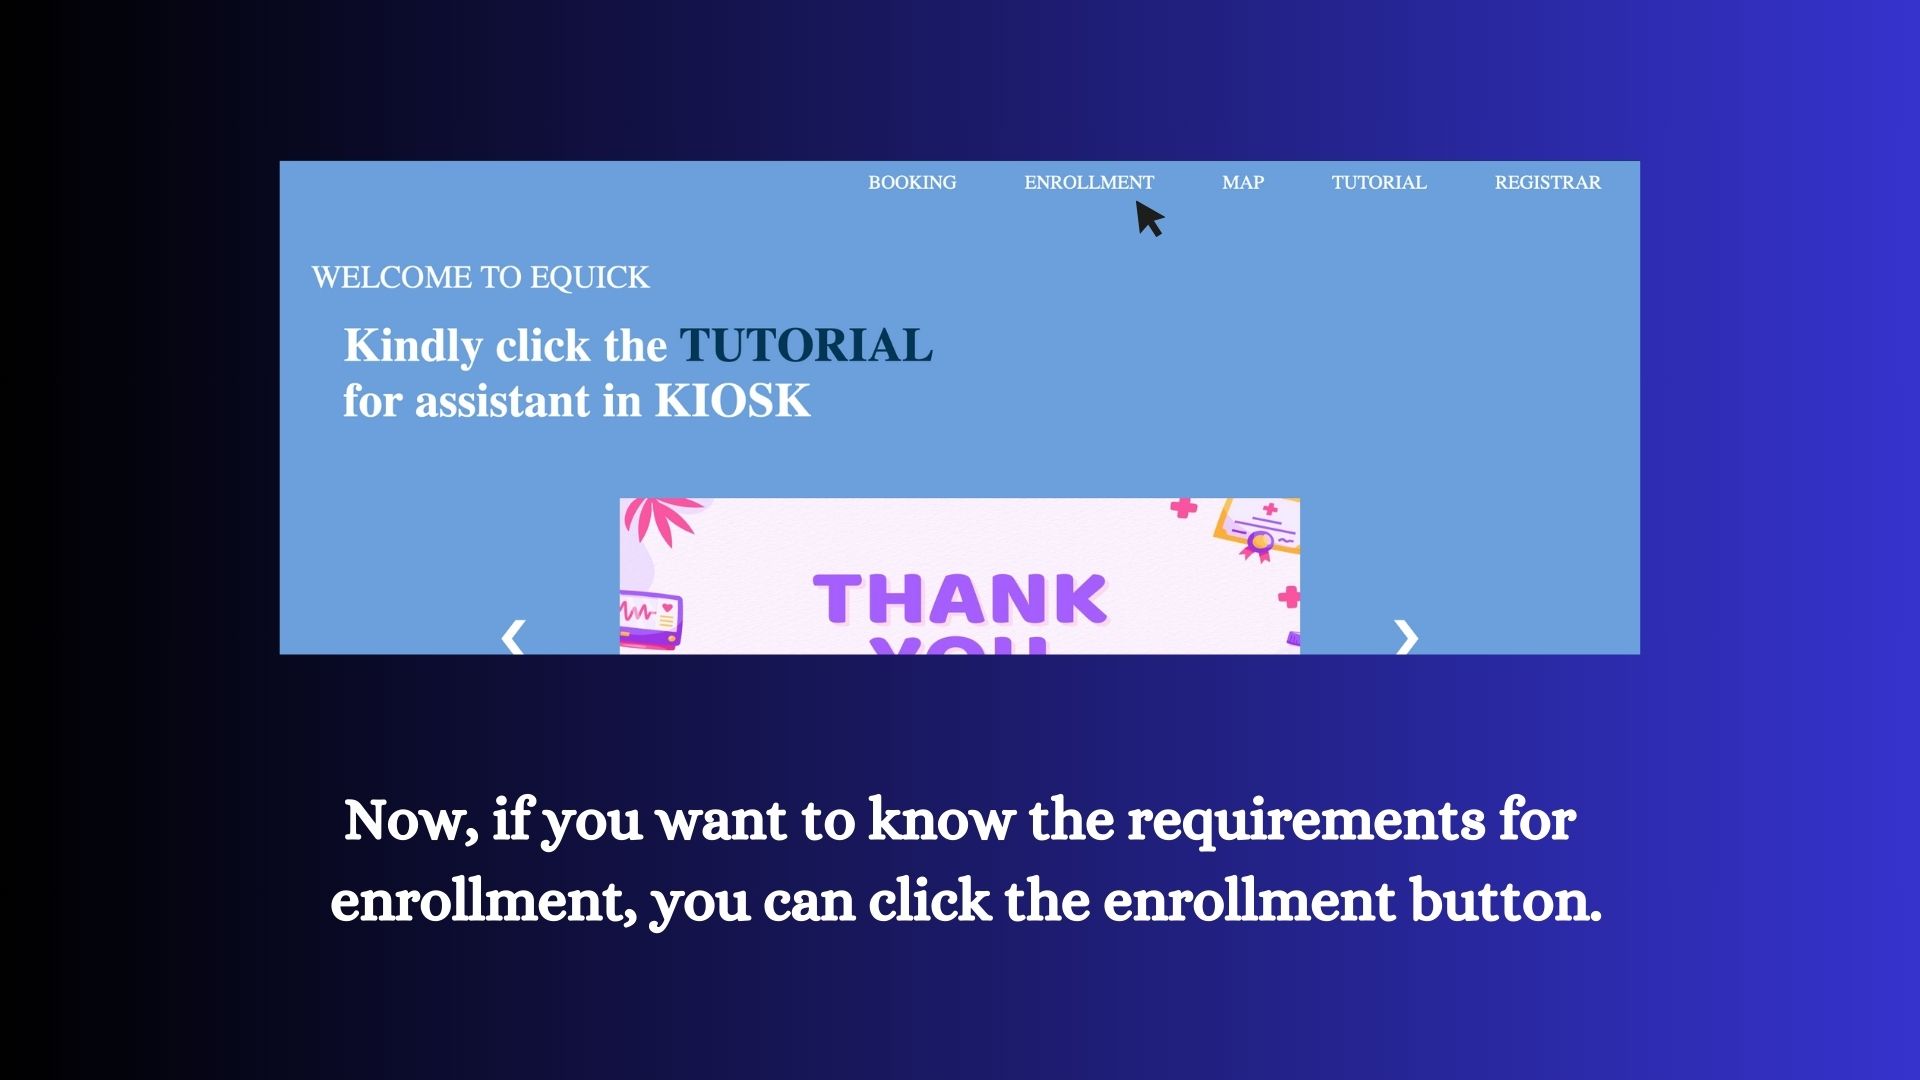 BOOKING ENROLLMENT MAP TUTORIAL REGISTRAR
WELCOME TO EQUICK
Kindly click the TUTORIAL
for assistant in KIOSK
THANK
YOU
Now, if you want to know the requirements for
enrollment, you can click the enrollment button.